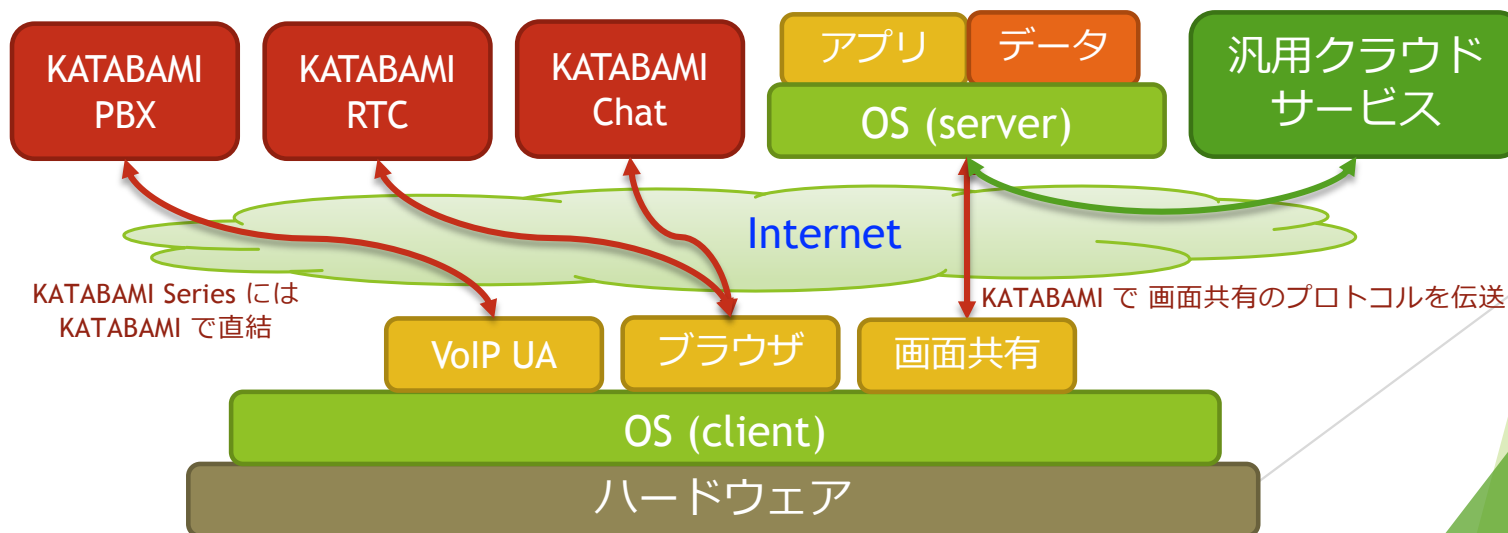 KATABAMI
PBX
KATABAMI
RTC
KATABAMI
Chat
アプリ
データ
OS (server)
汎用クラウド
サービス
Internet
KATABAMI Series には
KATABAMI で直結
KATABAMI で 画面共有のプロトコルを伝送
VoIP UA
ブラウザ
画面共有
OS (client)
ハードウェア